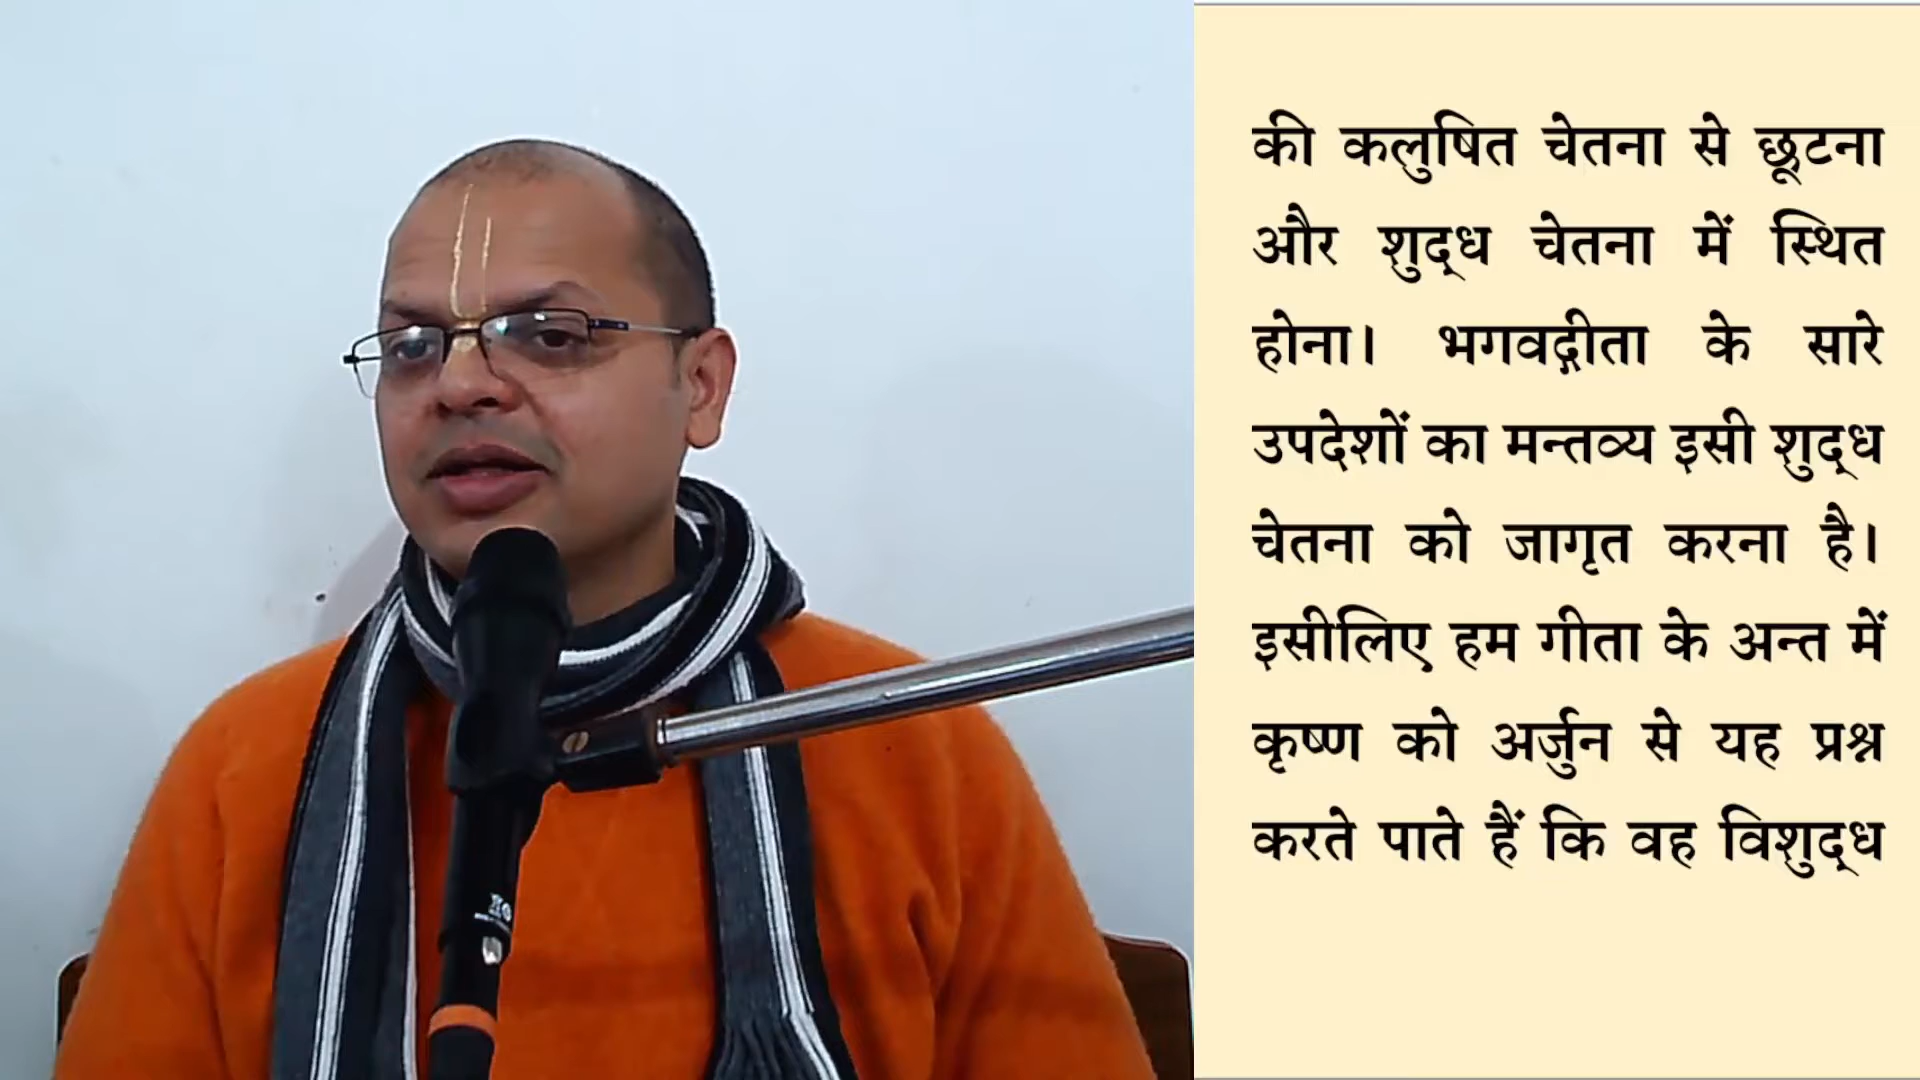 की कलुषित चेतना से छूटना
और शुद्ध चेतना में स्थित
होना। भगवद्गीता के सारे
उपदेशों का मन्तव्य इसी शुद्ध
चेतना को जागृत करना है।
इसीलिए हम गीता के अन्त में
कृष्ण को अर्जुन से यह प्रश्न
करते पाते हैं कि वह विशुद्ध